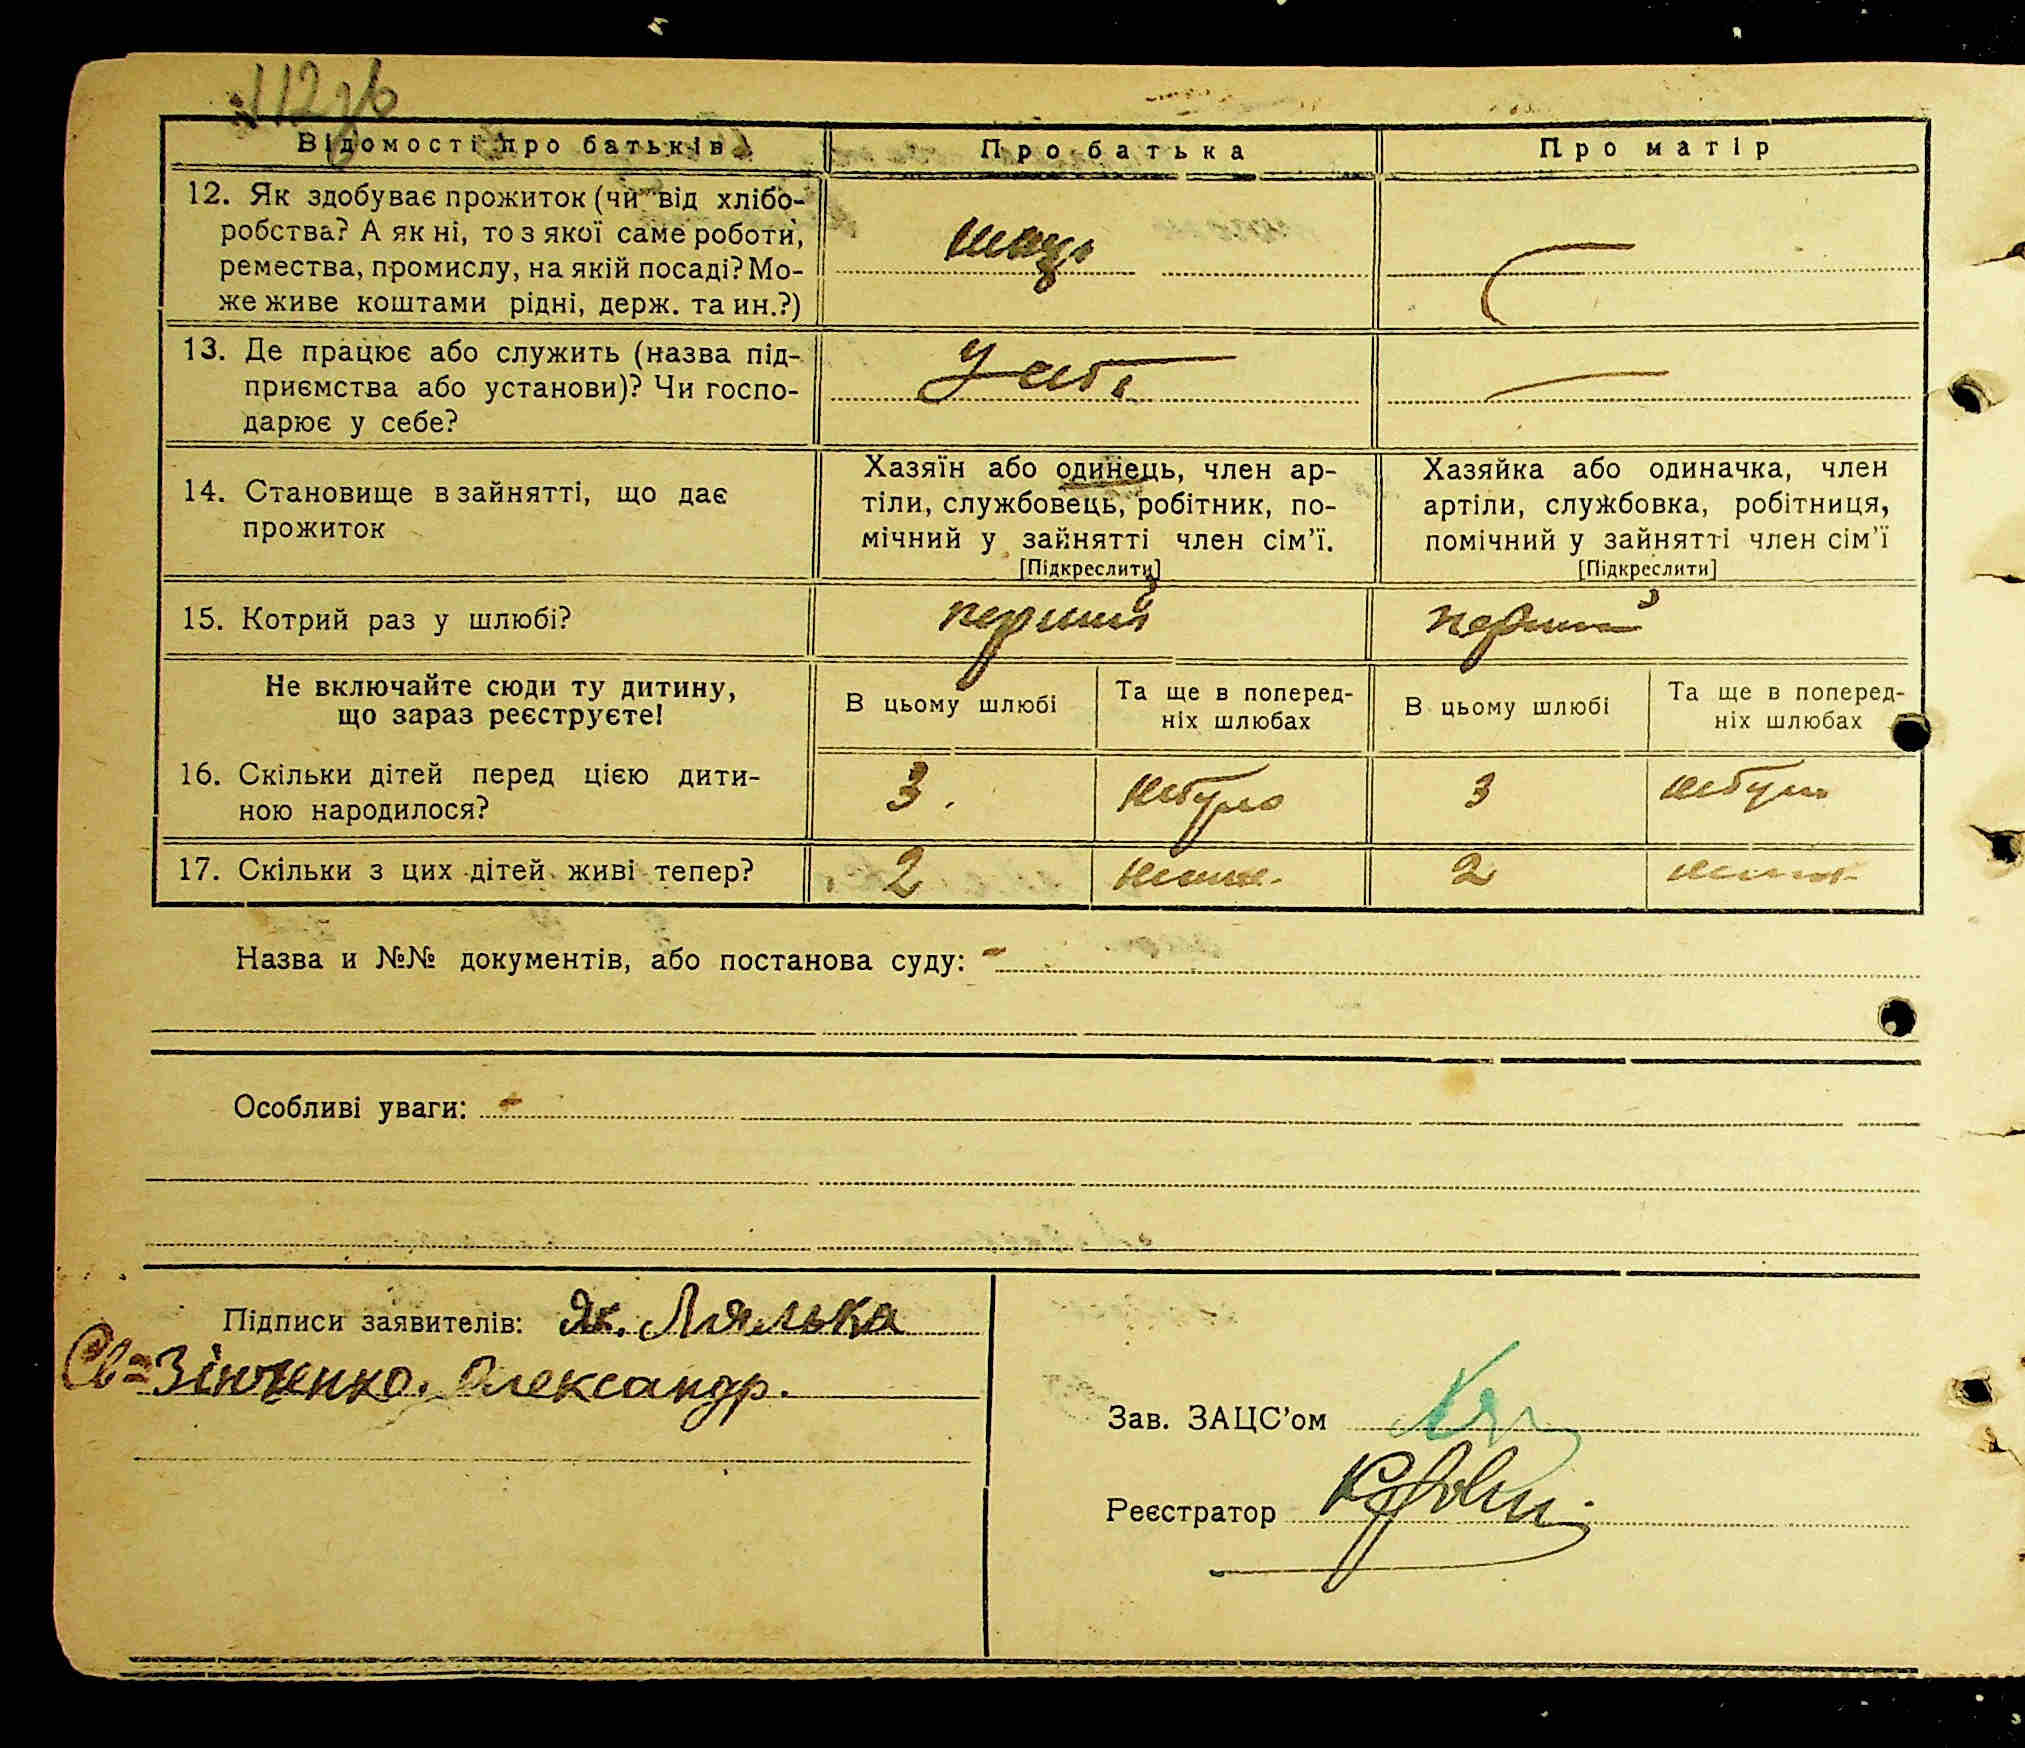 112зв
Відомості про батьків
Про батька
Про матір
12. Як здобуває прожиток (чи від хлібо-
робства? А як ні, то з якої саме роботи,
ремества, промислу, на якій посаді? Мо-
же живе коштами рідні, держ. та ин.?)
швець
13. Де працює або служить (назва під-
приємства або установи)? Чи госпо-
дарює у себе?
У себе
14. Становище в зайнятті, що дає
прожиток
Хазяїн або одинець, член ар-
тіли, службовець, робітник, по-
мічний у зайнятті член сім'ї.
[Підкреслити]
Хазяйка або одиначка, член
артіли, службовка, робітниця,
помічний у зайнятті член сім'ї
[Підкреслити]
15. Котрий раз у шлюбі?
перший
перший
Не включайте сюди ту дитину,
що зараз реєструєте!
В цьому шлюбі
Та ще в поперед-
ніх шлюбах
В цьому шлюбі
Та ще в поперед-
ніх шлюбах
16. Скільки дітей перед цією дити-
ною народилося?
3.
небуло
3
небуло
17. Скільки з цих дітей живі тепер?
2
немає
2
немає
Назва и №№ документів, або постанова суду: -
Особливі уваги: -
Підписи заявителів: Як. Лялька
Св= Зінченко. Олександр.
Зав. ЗАЦС'ом
Реєстратор